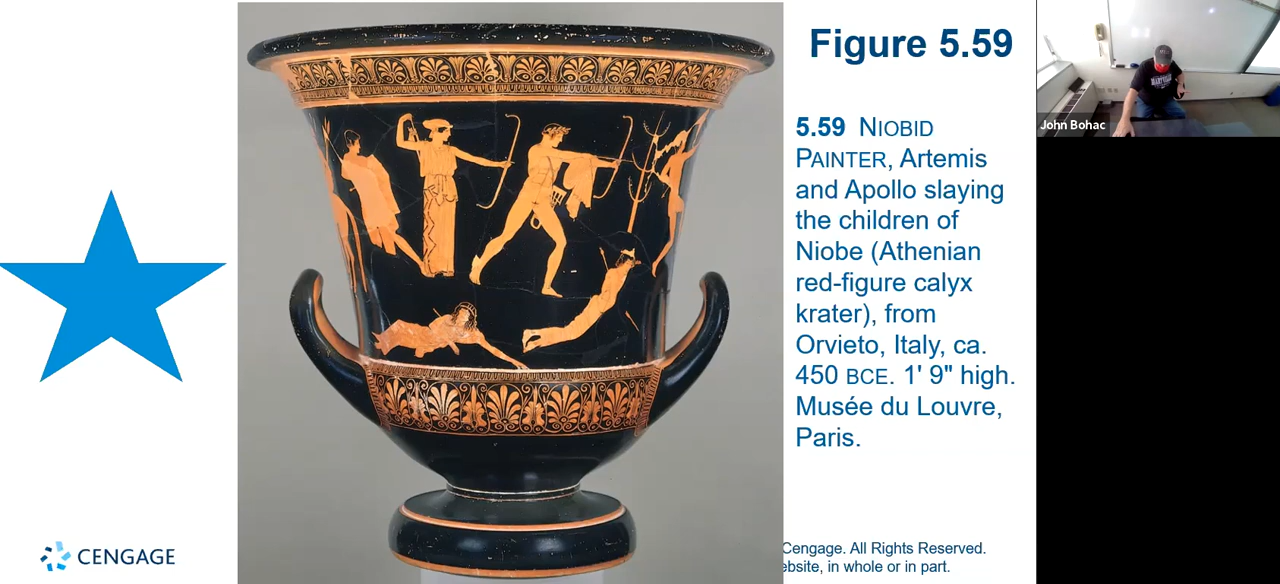 Figure 5.59
5.59 NIOBID
PAINTER, Artemis
and Apollo slaying
the children of
Niobe (Athenian
red-figure calyx
krater), from
Orvieto, Italy, ca.
450 BCE. 1' 9" high.
Musée du Louvre,
Paris.
CENGAGE
Cengage. All Rights Reserved.
ebsite, in whole or in part.
John Bohac